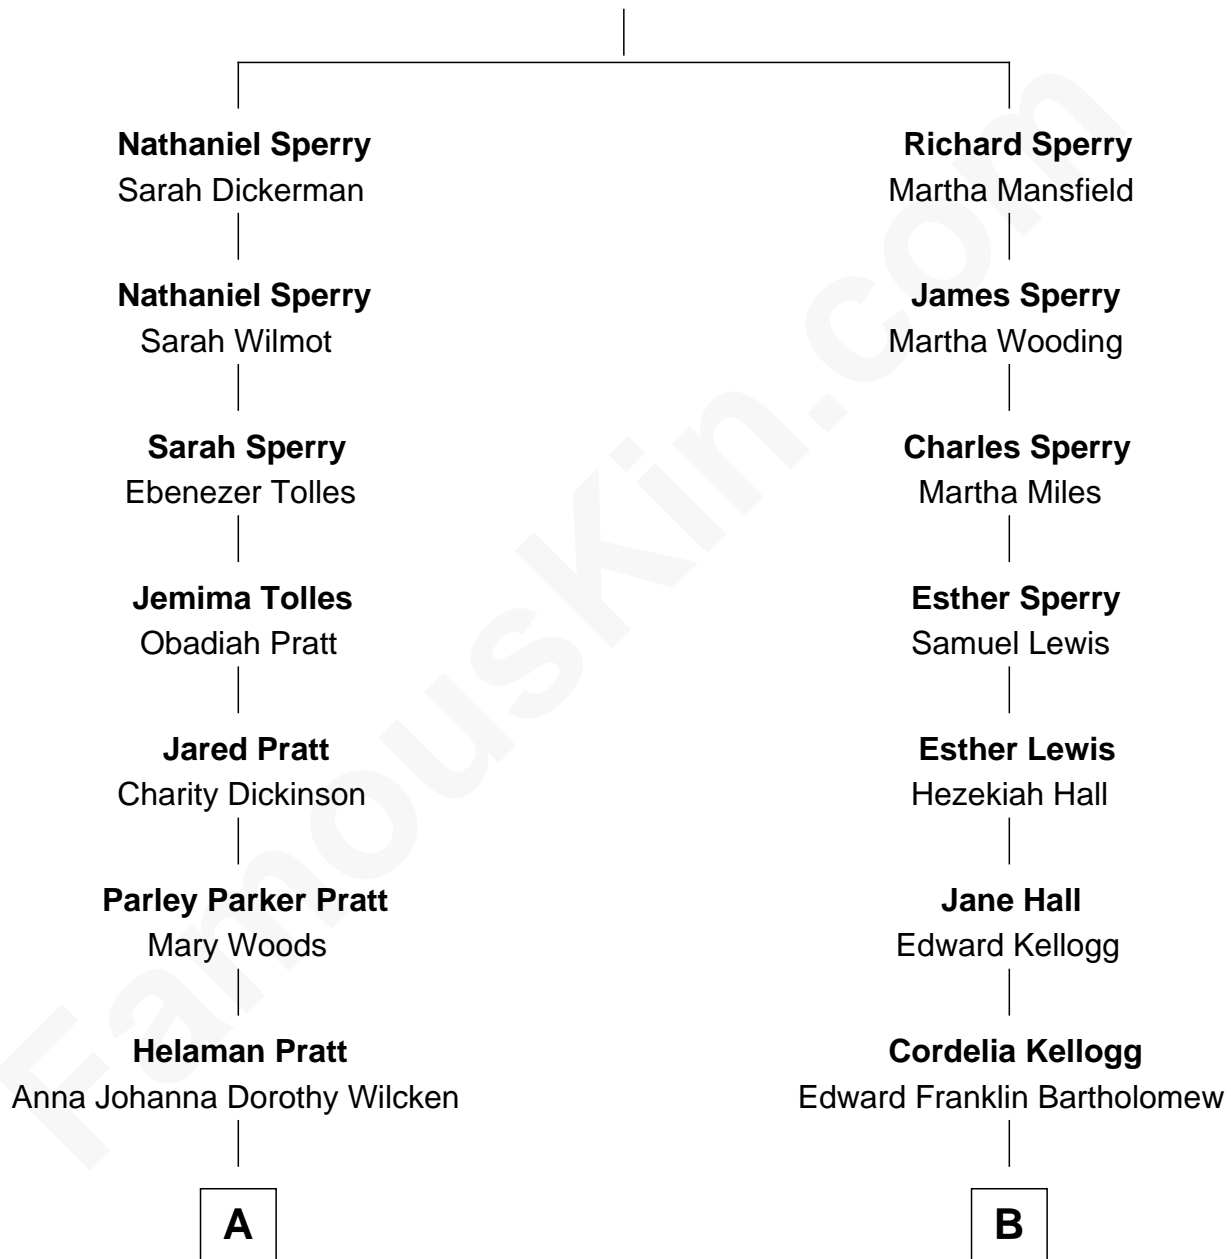 Nathaniel Sperry
Sarah Dickerman
Nathaniel Sperry
Sarah Wilmot
Sarah Sperry
Ebenezer Tolles
Jemima Tolles
Obadiah Pratt
Jared Pratt
Charity Dickinson
Parley Parker Pratt
Mary Woods
Helaman Pratt
Anna Johanna Dorothy Wilcken
A
Richard Sperry
Martha Mansfield
James Sperry
Martha Wooding
Charles Sperry
Martha Miles
Esther Sperry
Samuel Lewis
Esther Lewis
Hezekiah Hall
Jane Hall
Edward Kellogg
Cordelia Kellogg
Edward Franklin Bartholomew
B
FamousKin.com